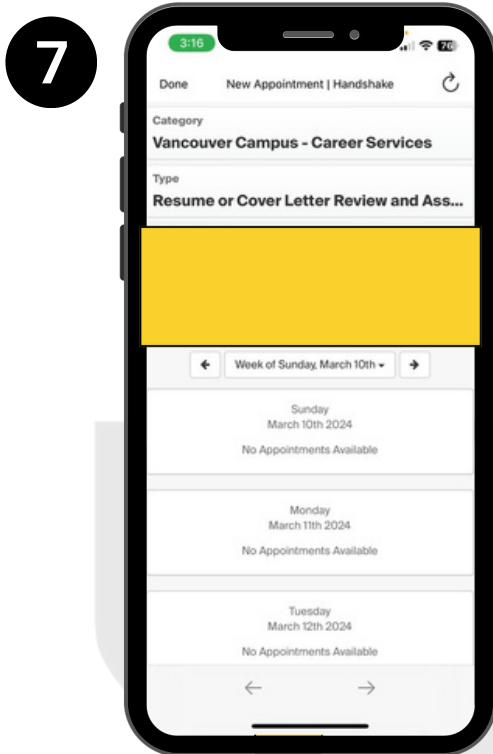 7
3:16
76
Done New Appointment | Handshake
Category
Vancouver Campus - Career Services
Type
Resume or Cover Letter Review and Ass...
Week of Sunday, March 10th
Sunday
March 10th 2024
No Appointments Available
Monday
March 11th 2024
No Appointments Available
Tuesday
March 12th 2024
No Appointments Available